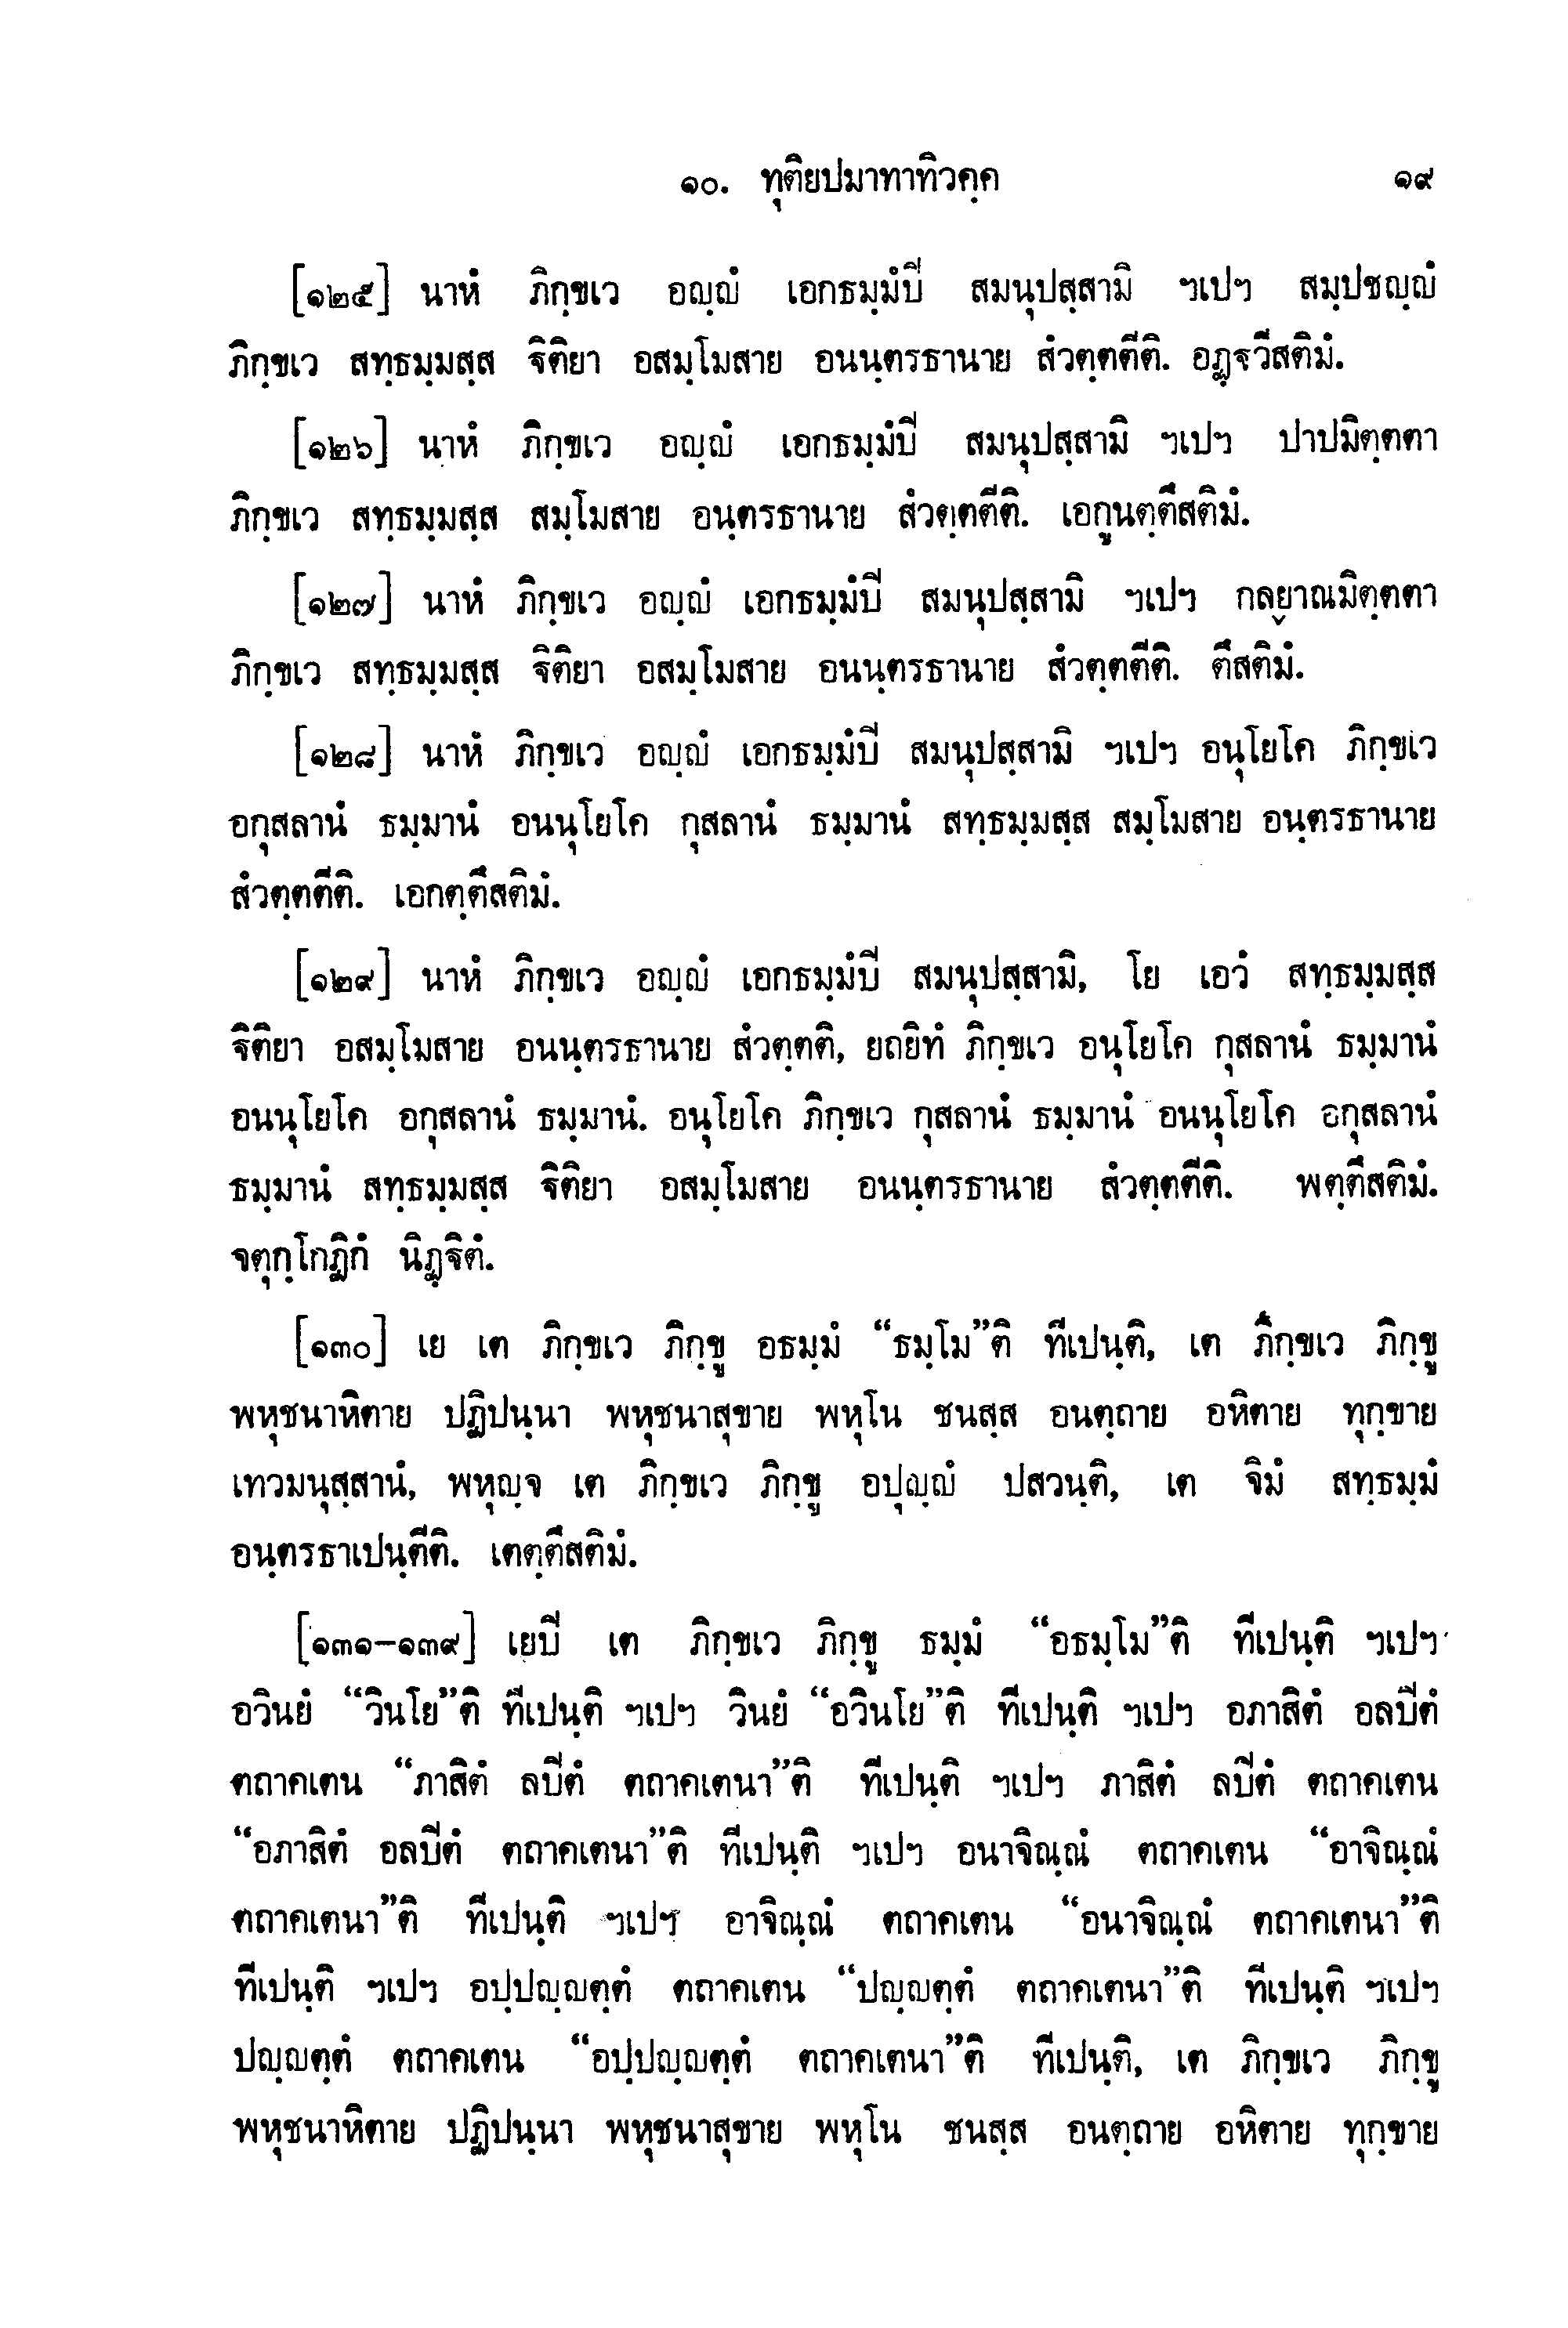 ๑๐. ทุติยปมาทาทิวคฺค ๑๙
[๑๒๕] นาหํ ภิกฺขเว อญฺญํ เอกธมฺมํปิ สมนุปสฺสามิ ฯเปฯ สมฺปชญฺญํ
ภิกฺขเว สทฺธมฺมสฺส ฐิติยา อสมฺโมสาย อนนฺตรธานาย สํวตฺตตีติ. อฏฺฐวีสติมํ.
[๑๒๖] นาหํ ภิกฺขเว อญฺญํ เอกธมฺมํปิ สมนุปสฺสามิ ฯเปฯ ปาปมิตฺตตา
ภิกฺขเว สทฺธมฺมสฺส สมฺโมสาย อนฺตรธานาย สํวตฺตตีติ. เอกูนตฺตึสติมํ.
[๑๒๗] นาหํ ภิกฺขเว อญฺญํ เอกธมฺมํปิ สมนุปสฺสามิ ฯเปฯ กลฺยาณมิตฺตตา
ภิกฺขเว สทฺธมฺมสฺส ฐิติยา อสมฺโมสาย อนนฺตรธานาย สํวตฺตตีติ. ตึสติมํ.
[๑๒๘] นาหํ ภิกฺขเว อญฺญํ เอกธมฺมํปิ สมนุปสฺสามิ ฯเปฯ อนุโยโค ภิกฺขเว
อกุสลานํ ธมฺมานํ อนนุโยโค กุสลานํ ธมฺมานํ สทฺธมฺมสฺส สมฺโมสาย อนฺตรธานาย
สํวตฺตตีติ. เอกตฺตึสติมํ.
[๑๒๙] นาหํ ภิกฺขเว อญฺญํ เอกธมฺมํปิ สมนุปสฺสามิ, โย เอวํ สทฺธมฺมสฺส
ฐิติยา อสมฺโมสาย อนนฺตรธานาย สํวตฺตติ, ยถยิทํ ภิกฺขเว อนุโยโค กุสลานํ ธมฺมานํ
อนนุโยโค อกุสลานํ ธมฺมานํ. อนุโยโค ภิกฺขเว กุสลานํ ธมฺมานํ อนนุโยโค อกุสลานํ
ธมฺมานํ สทฺธมฺมสฺส ฐิติยา อสมฺโมสาย อนนฺตรธานาย สํวตฺตตีติ. พตฺตึสติมํ.
จตุกฺโกฏิกํ นิฏฺฐิตํ.
[๑๓๐] เย เต ภิกฺขเว ภิกฺขู อธมฺมํ “ธมฺโม”ติ ทีเปนฺติ, เต ภิกฺขเว ภิกฺขู
พหุชนาหิตาย ปฏิปนฺนา พหุชนาสุขาย พหุโน ชนสฺส อนตฺถาย อหิตาย ทุกฺขาย
เทวมนุสฺสานํ, พหุญฺจ เต ภิกฺขเว ภิกฺขู อปุญฺญํ ปสวนฺติ, เต จิมํ สทฺธมฺมํ
อนฺตรธาเปนฺตีติ. เตตฺตึสติมํ.
[๑๓๑–๑๓๙] เยปิ เต ภิกฺขเว ภิกฺขู ธมฺมํ “อธมฺโม”ติ ทีเปนฺติ ฯเปฯ
อวินยํ “วินโย”ติ ทีเปนฺติ ฯเปฯ วินยํ “อวินโย”ติ ทีเปนฺติ ฯเปฯ อภาสิตํ อลปิตํ
ตถาคเตน “ภาสิตํ ลปิตํ ตถาคเตนา”ติ ทีเปนฺติ ฯเปฯ ภาสิตํ ลปิตํ ตถาคเตน
“อภาสิตํ อลปิตํ ตถาคเตนา”ติ ทีเปนฺติ ฯเปฯ อนาจิณฺณํ ตถาคเตน “อาจิณฺณํ
ตถาคเตนา”ติ ทีเปนฺติ ฯเปฯ อาจิณฺณํ ตถาคเตน “อนาจิณฺณํ ตถาคเตนา”ติ
ทีเปนฺติ ฯเปฯ อปฺปญฺญตฺตํ ตถาคเตน “ปญฺญตฺตํ ตถาคเตนา”ติ ทีเปนฺติ ฯเปฯ
ปญฺญตฺตํ ตถาคเตน “อปฺปญฺญตฺตํ ตถาคเตนา”ติ ทีเปนฺติ, เต ภิกฺขเว ภิกฺขู
พหุชนาหิตาย ปฏิปนฺนา พหุชนาสุขาย พหุโน ชนสฺส อนตฺถาย อหิตาย ทุกฺขาย